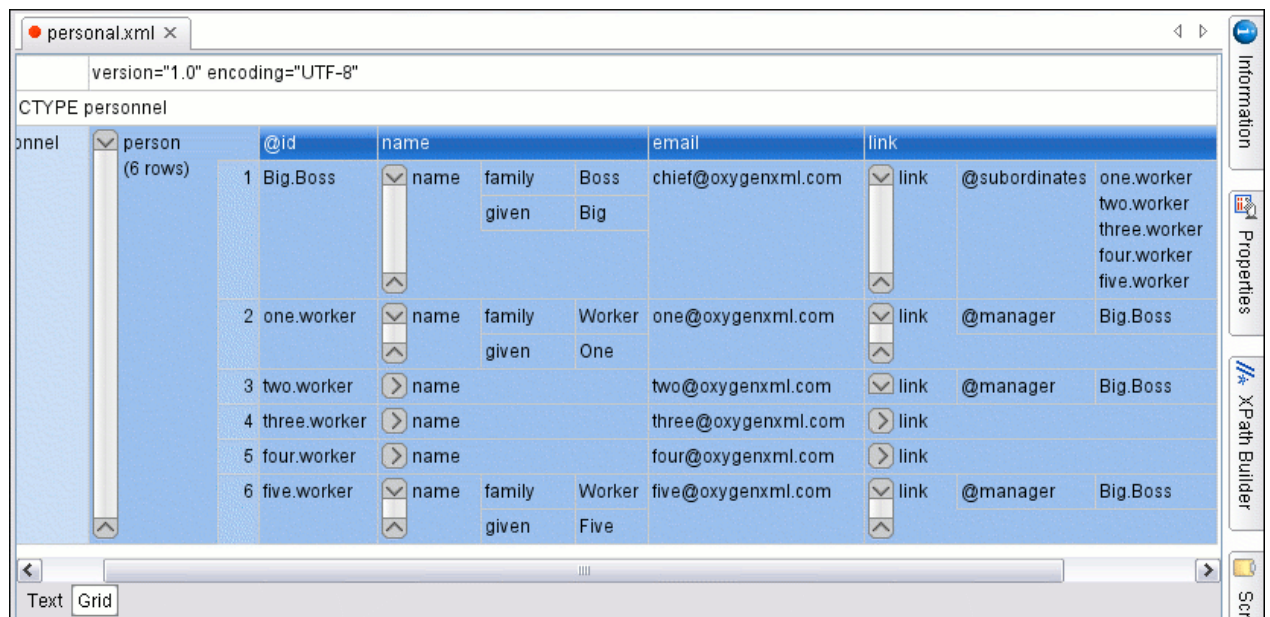 personal.xml
version="1.0" encoding="UTF-8"
CTYPE personnel
onnel person @id name email link
(6 rows)
1 Big.Boss name family Boss chief@oxygenxml.com link @subordinates one.worker
given Big two.worker
three.worker
four.worker
five.worker
2 one.worker name family Worker one@oxygenxml.com link @manager Big.Boss
given One
3 two.worker name two@oxygenxml.com link @manager Big.Boss
4 three.worker name three@oxygenxml.com link
5 four.worker name four@oxygenxml.com link
6 five.worker name family Worker five@oxygenxml.com link @manager Big.Boss
given Five
Text Grid
Information
Properties
XPath Builder
Scr